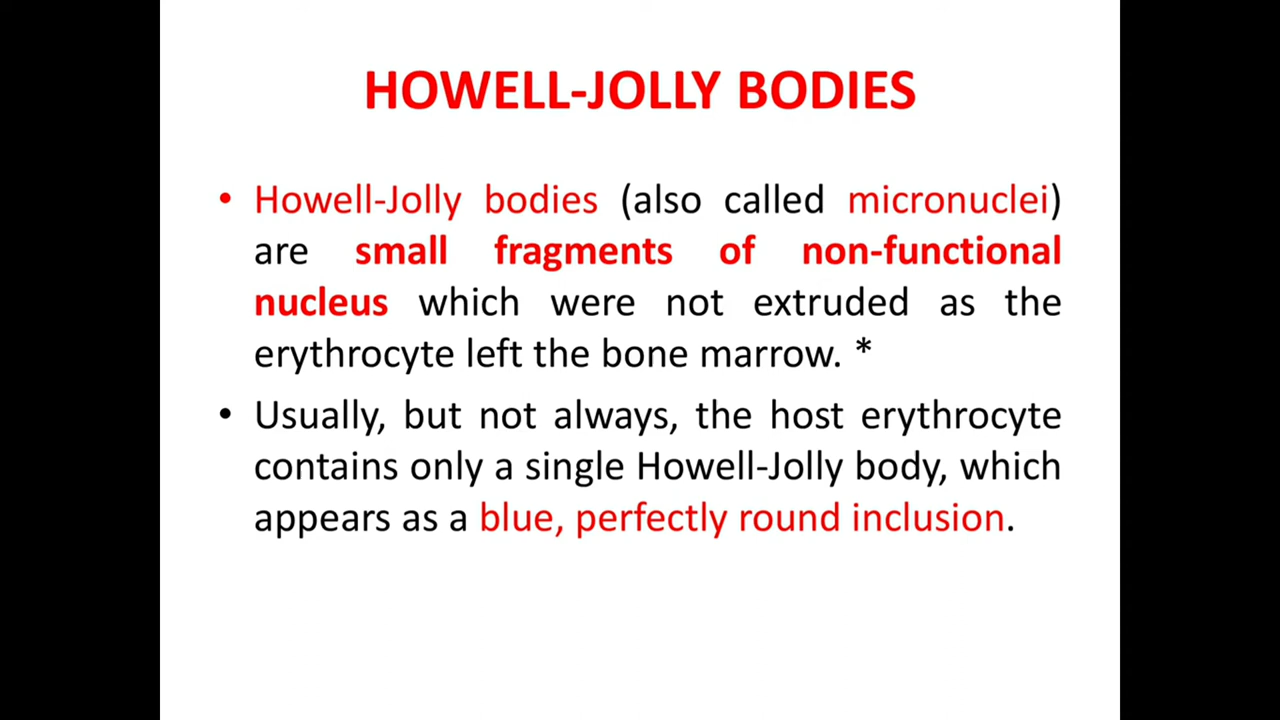 HOWELL-JOLLY BODIES
• Howell-Jolly bodies (also called micronuclei)
are small fragments of non-functional
nucleus which were not extruded as the
erythrocyte left the bone marrow. *
• Usually, but not always, the host erythrocyte
contains only a single Howell-Jolly body, which
appears as a blue, perfectly round inclusion.